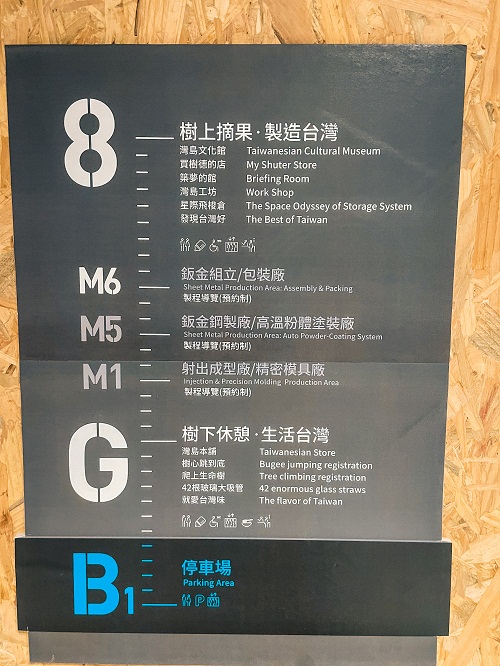 8
樹上摘果·製造台灣
灣島文化館 Taiwanesian Cultural Museum
買樹德的店 My Shuter Store
築夢的館 Briefing Room
灣島工坊 Work Shop
星際飛梭倉 The Space Odyssey of Storage System
發現台灣好 The Best of Taiwan
M6
鈑金組立/包裝廠
Sheet Metal Production Area: Assembly & Packing
製程導覽(預約制)
M5
鈑金鋼製廠/高溫粉體塗裝廠
Sheet Metal Production Area: Auto Powder-Coating System
製程導覽(預約制)
M1
射出成型廠/精密模具廠
Injection & Precision Molding Production Area
製程導覽(預約制)
G
樹下休憩·生活台灣
灣島本舖 Taiwanesian Store
樹心跳到底 Bugee jumping registration
爬上生命樹 Tree climbing registration
42根玻璃大吸管 42 enormous glass straws
就愛台灣味 The flavor of Taiwan
B1
停車場
Parking Area
P